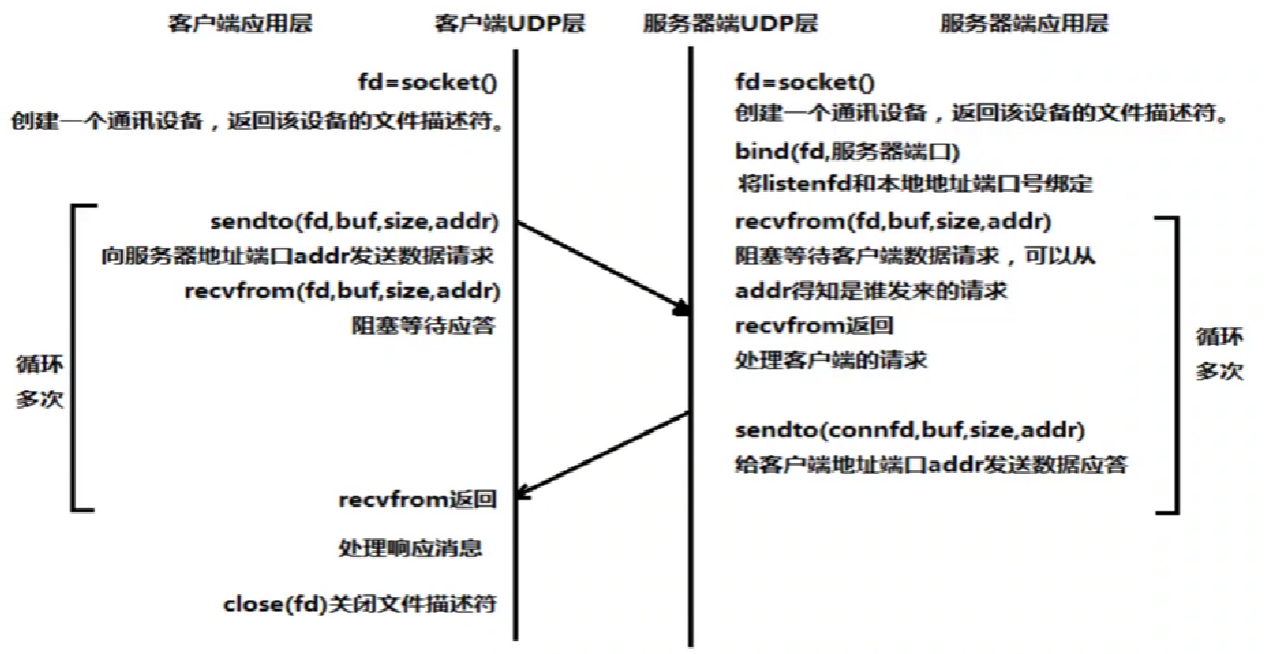 客户端应用层
客户端UDP层
服务器端UDP层
服务器端应用层
fd=socket()
创建一个通讯设备，返回该设备的文件描述符。
sendto(fd,buf,size,addr)
向服务器地址端口addr发送数据请求
recvfrom(fd,buf,size,addr)
阻塞等待应答
循环
多次
recvfrom返回
处理响应消息
close(fd)关闭文件描述符
fd=socket()
创建一个通讯设备，返回该设备的文件描述符。
bind(fd,服务器端口)
将listenfd和本地地址端口号绑定
recvfrom(fd,buf,size,addr)
阻塞等待客户端数据请求，可以从
addr得知是谁发来的请求
recvfrom返回
处理客户端的请求
sendto(connfd,buf,size,addr)
给客户端地址端口addr发送数据应答
循环
多次